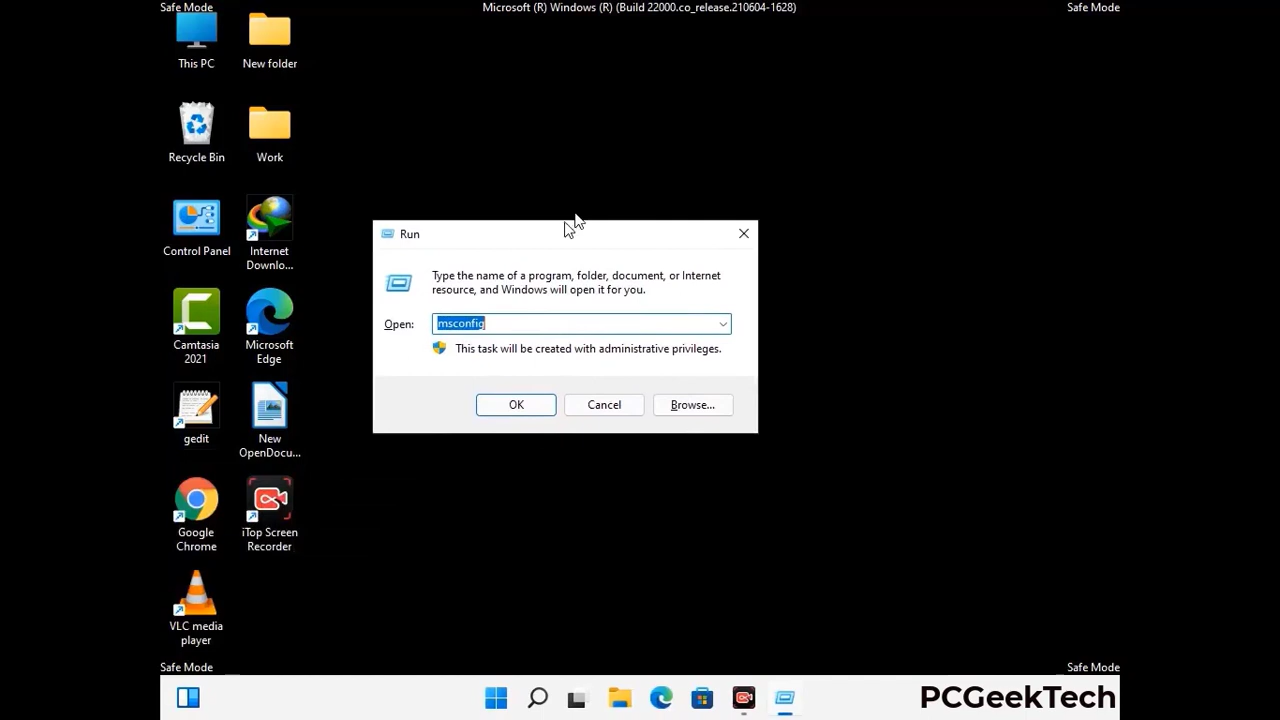 Safe Mode
Microsoft (R) Windows (R) (Build 22000.co_release.210604-1628)
Safe Mode
This PC
New folder
Recycle Bin
Work
Control Panel
Internet
Downlo...
Camtasia
2021
Microsoft
Edge
gedit
New
OpenDocu...
Google
Chrome
iTop Screen
Recorder
VLC media
player
Run
Type the name of a program, folder, document, or Internet
resource, and Windows will open it for you.
Open:
msconfig
This task will be created with administrative privileges.
OK
Cancel
Browse...
Safe Mode
Safe Mode
PCGeekTech